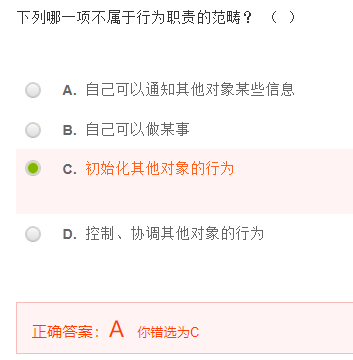 下列哪一项不属于行为职责的范畴？（ ）
A. 自己可以通知其他对象某些信息
B. 自己可以做某事
C. 初始化其他对象的行为
D. 控制、协调其他对象的行为
正确答案：A 你错选为C